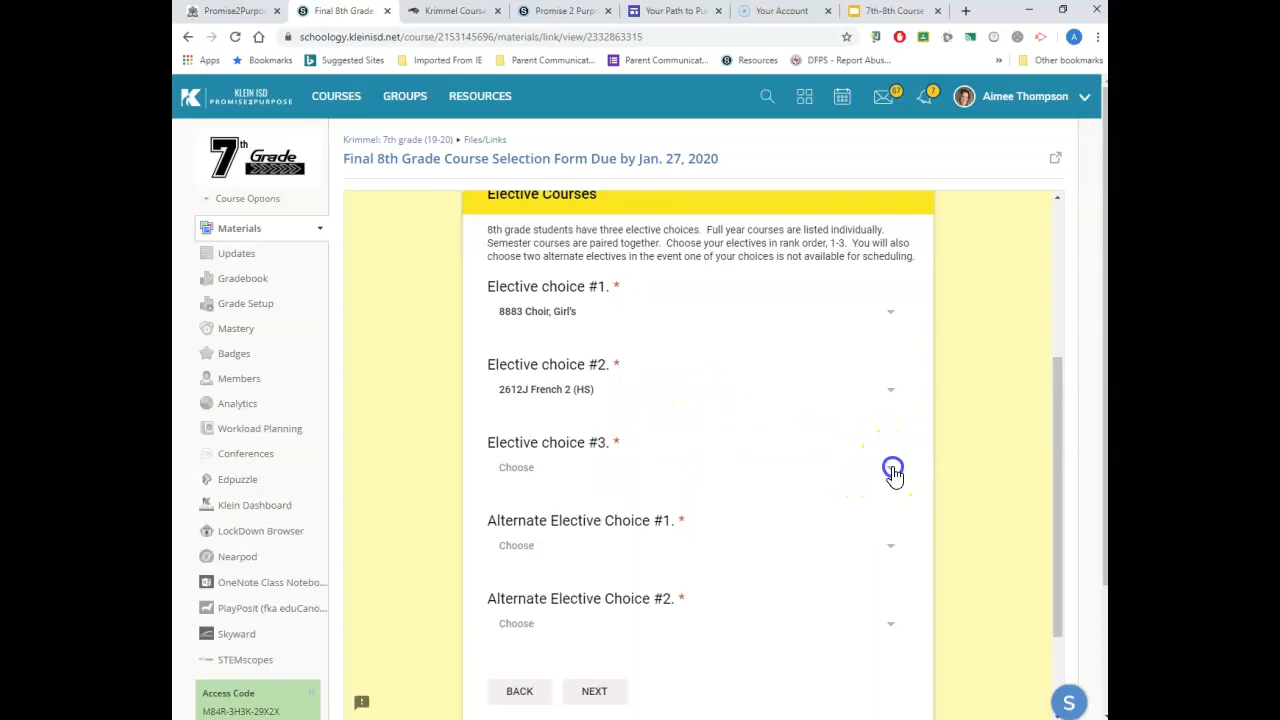 Promise2Purpo
Final 8th Grade
Krimmel Course
Promise 2 Purpo
Your Path to Pu
Your Account
7th-8th Course
schoology.kleinisd.net/course/2153145696/materials/link/view/2332863315
A
Apps
Bookmarks
Suggested Sites
Imported From IE
Parent Communicat...
Parent Communicat...
Resources
DFPS - Report Abus...
»
Other bookmarks
K KLEIN ISD
PROMISE2PURPOSE
COURSES
GROUPS
RESOURCES
67
7
Aimee Thompson
7th Grade
Course Options
Materials
Updates
Gradebook
Grade Setup
Mastery
Badges
Members
Analytics
Workload Planning
Conferences
Edpuzzle
Klein Dashboard
LockDown Browser
Nearpod
OneNote Class Notebo...
PlayPosit (fka eduCano...
Skyward
STEMscopes
Access Code
M84R-3H3K-29X2X
Krimmel: 7th grade (19-20) ▸ Files/Links
Final 8th Grade Course Selection Form Due by Jan. 27, 2020
Elective Courses
8th grade students have three elective choices. Full year courses are listed individually.
Semester courses are paired together. Choose your electives in rank order, 1-3. You will also
choose two alternate electives in the event one of your choices is not available for scheduling.
Elective choice #1. *
8883 Choir, Girl's
Elective choice #2. *
2612J French 2 (HS)
Elective choice #3. *
Choose
Alternate Elective Choice #1. *
Choose
Alternate Elective Choice #2. *
Choose
BACK
NEXT
S